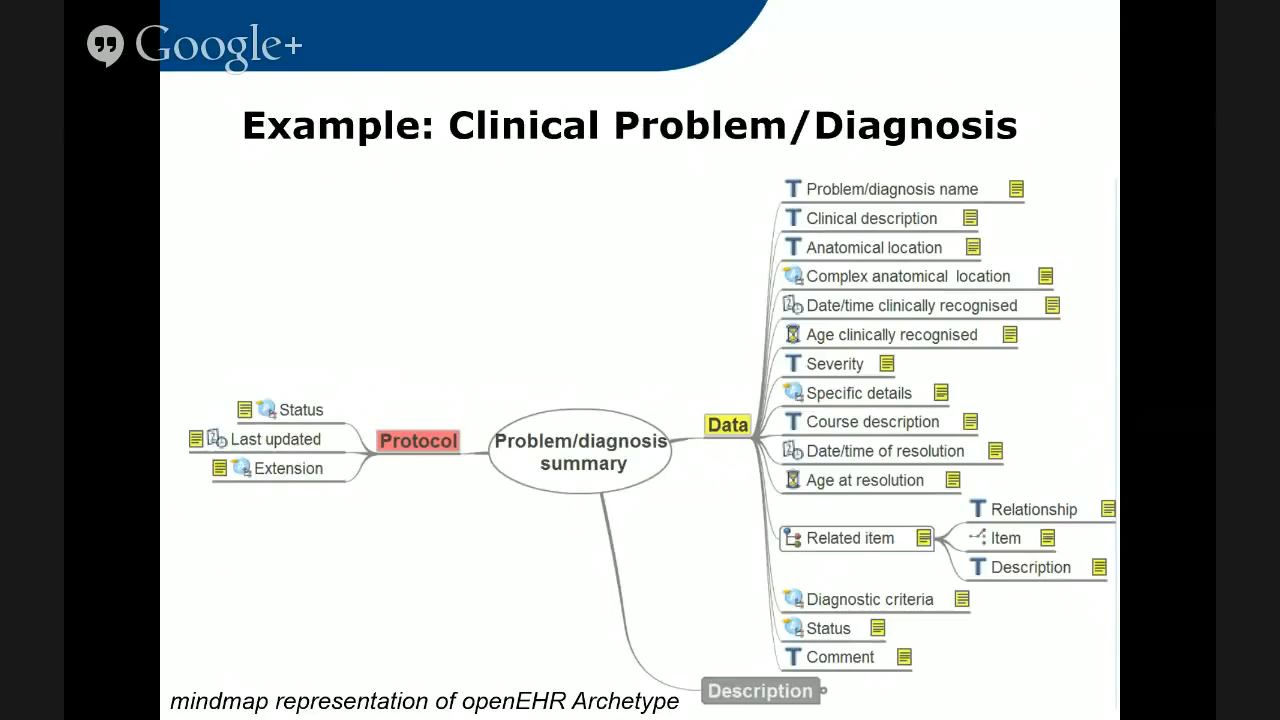 Google+
Example: Clinical Problem/Diagnosis
Problem/diagnosis name
Clinical description
Anatomical location
Complex anatomical location
Date/time clinically recognised
Age clinically recognised
Severity
Specific details
Course description
Date/time of resolution
Age at resolution
Related item
Relationship
Item
Description
Diagnostic criteria
Status
Comment
Data
Problem/diagnosis
summary
Protocol
Status
Last updated
Extension
Description
mindmap representation of openEHR Archetype